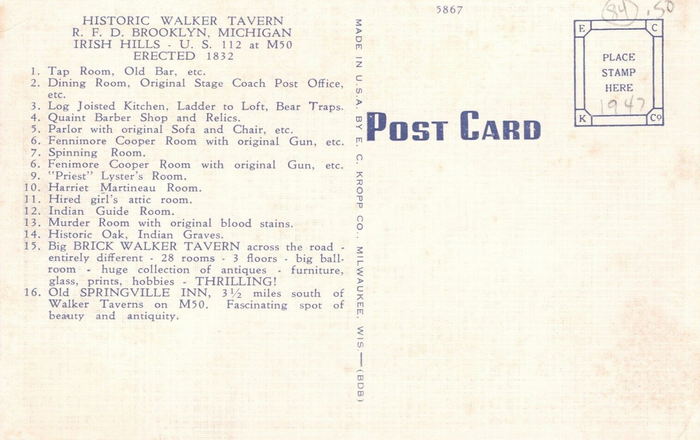 HISTORIC WALKER TAVERN
R. F. D. BROOKLYN, MICHIGAN
IRISH HILLS - U. S. 112 at M50
ERECTED 1832
1. Tap Room, Old Bar, etc.
2. Dining Room, Original Stage Coach Post Office,
etc.
3. Log Joisted Kitchen. Ladder to Loft, Bear Traps.
4. Quaint Barber Shop and Relics.
5. Parlor with original Sofa and Chair, etc.
6. Fennimore Cooper Room with original Gun, etc.
7. Spinning Room.
6. Fenimore Cooper Room with original Gun, etc.
9. "Priest" Lyster's Room.
10. Harriet Martineau Room.
11. Hired girl's attic room.
12. Indian Guide Room.
13. Murder Room with original blood stains.
14. Historic Oak, Indian Graves.
15. Big BRICK WALKER TAVERN across the road -
entirely different - 28 rooms - 3 floors - big ball-
room - huge collection of antiques - furniture,
glass, prints, hobbies - THRILLING!
16. Old SPRINGVILLE INN, 3½ miles south of
Walker Taverns on M50. Fascinating spot of
beauty and antiquity.
MADE IN U.S.A. BY E. C. KROPP CO., MILWAUKEE, WIS.—(BDB)
5867
POST CARD
84 .50
E C
PLACE
STAMP
HERE
1947
K Co